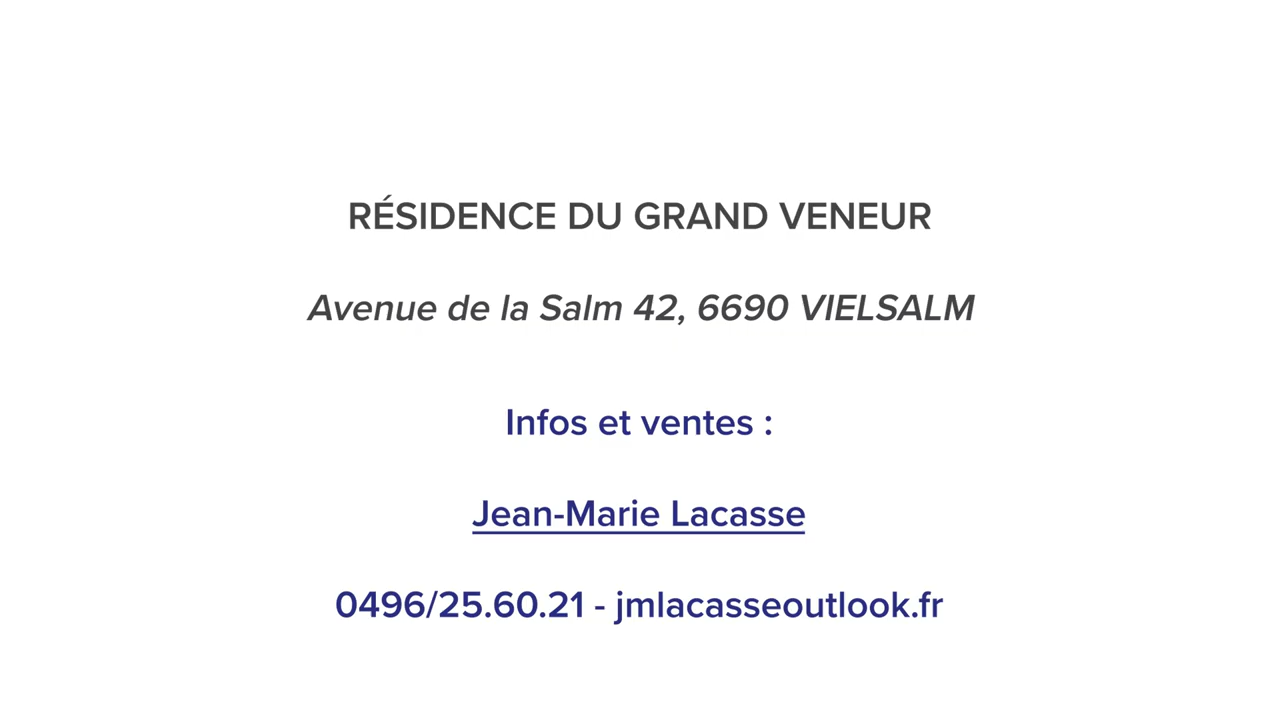 RÉSIDENCE DU GRAND VENEUR
Avenue de la Salm 42, 6690 VIELSALM
Infos et ventes :
Jean-Marie Lacasse
0496/25.60.21 - jmlacasseoutlook.fr